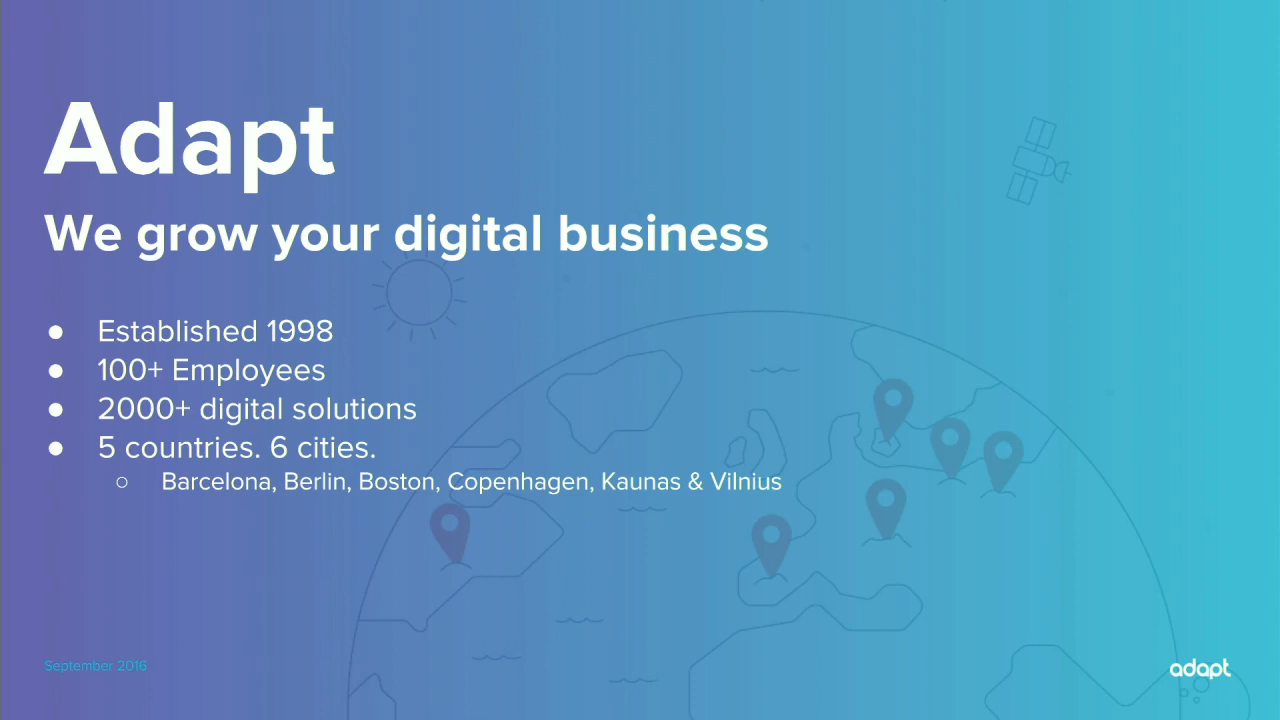 Adapt
We grow your digital business
● Established 1998
● 100+ Employees
● 2000+ digital solutions
● 5 countries. 6 cities.
○ Barcelona, Berlin, Boston, Copenhagen, Kaunas & Vilnius
September 2016
adapt